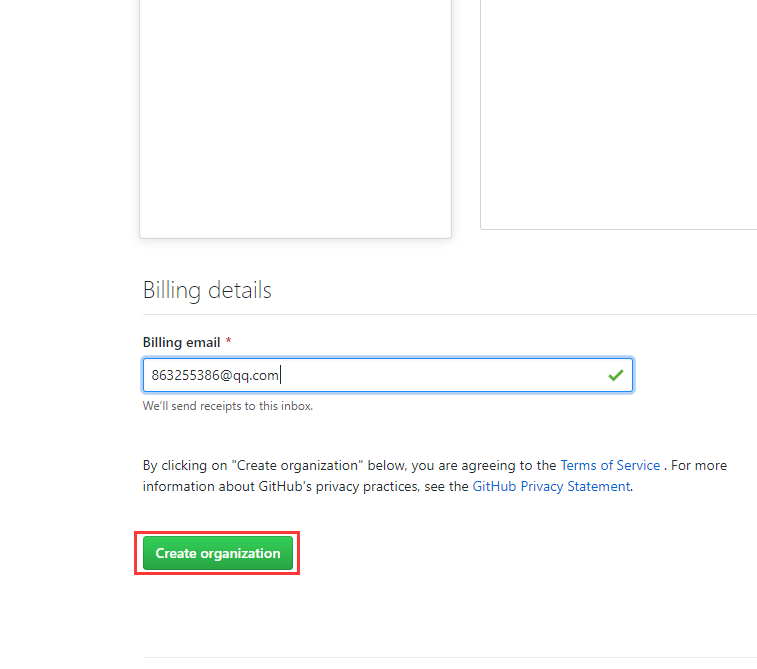 Billing details
Billing email *
863255386@qq.com
We'll send receipts to this inbox.
By clicking on "Create organization" below, you are agreeing to the Terms of Service . For more
information about GitHub's privacy practices, see the GitHub Privacy Statement.
Create organization